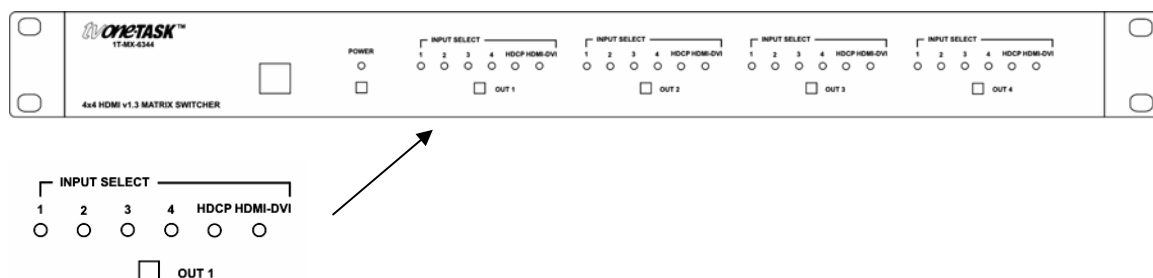 tvONETASK™
1T-MX-6344
4x4 HDMI v1.3 MATRIX SWITCHER
POWER
INPUT SELECT
1 2 3 4 HDCP HDMI-DVI
OUT 1
INPUT SELECT
1 2 3 4 HDCP HDMI-DVI
OUT 2
INPUT SELECT
1 2 3 4 HDCP HDMI-DVI
OUT 3
INPUT SELECT
1 2 3 4 HDCP HDMI-DVI
OUT 4
INPUT SELECT
1 2 3 4 HDCP HDMI-DVI
OUT 1